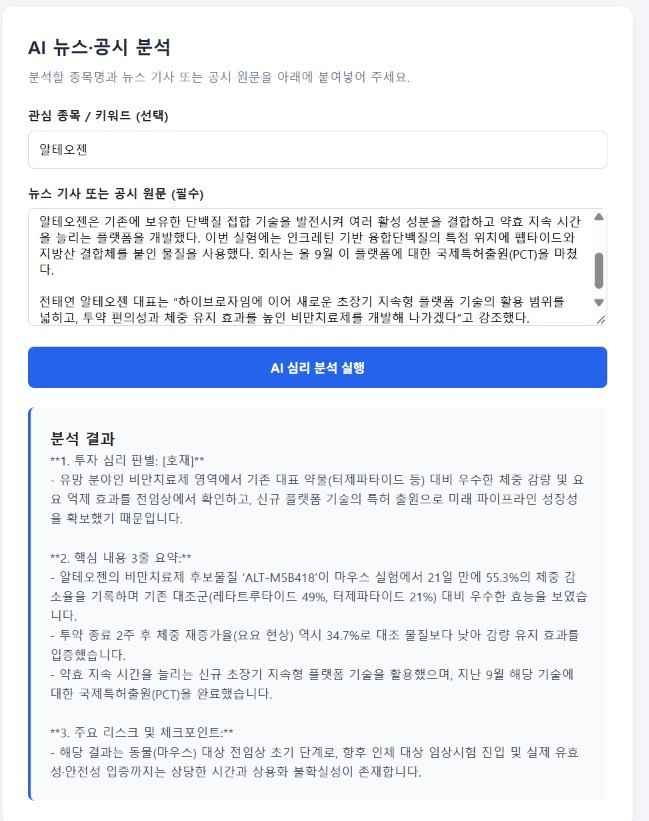 AI 뉴스·공시 분석
분석할 종목명과 뉴스 기사 또는 공시 원문을 아래에 붙여넣어 주세요.
관심 종목 / 키워드 (선택)
알테오젠
뉴스 기사 또는 공시 원문 (필수)
알테오젠은 기존에 보유한 단백질 접합 기술을 발전시켜 여러 활성 성분을 결합하고 약효 지속 시간
을 늘리는 플랫폼을 개발했다. 이번 실험에는 인크레틴 기반 융합단백질의 특정 위치에 펩타이드와
지방산 결합체를 붙인 물질을 사용했다. 회사는 올 9월 이 플랫폼에 대한 국제특허출원(PCT)을 마쳤
다.
전태연 알테오젠 대표는 “하이브로자임에 이어 새로운 초장기 지속형 플랫폼 기술의 활용 범위를
넓히고, 투약 편의성과 체중 유지 효과를 높인 비만치료제를 개발해 나가겠다”고 강조했다.
AI 심리 분석 실행
분석 결과
**1. 투자 심리 판별: [호재]**
- 유망 분야인 비만치료제 영역에서 기존 대표 약물(터제파타이드 등) 대비 우수한 체중 감량 및 요
요 억제 효과를 전임상에서 확인하고, 신규 플랫폼 기술의 특허 출원으로 미래 파이프라인 성장성
을 확보했기 때문입니다.
**2. 핵심 내용 3줄 요약:**
- 알테오젠의 비만치료제 후보물질 ‘ALT-M5B418’이 마우스 실험에서 21일 만에 55.3%의 체중 감
소율을 기록하며 기존 대조군(레타트루타이드 49%, 터제파타이드 21%) 대비 우수한 효능을 보였습
니다.
- 투약 종료 2주 후 체중 재증가율(요요 현상) 역시 34.7%로 대조 물질보다 낮아 감량 유지 효과를
입증했습니다.
- 약효 지속 시간을 늘리는 신규 초장기 지속형 플랫폼 기술을 활용했으며, 지난 9월 해당 기술에
대한 국제특허출원(PCT)을 완료했습니다.
**3. 주요 리스크 및 체크포인트:**
- 해당 결과는 동물(마우스) 대상 전임상 초기 단계로, 향후 인체 대상 임상시험 진입 및 실제 유효
성·안전성 입증까지는 상당한 시간과 상용화 불확실성이 존재합니다.